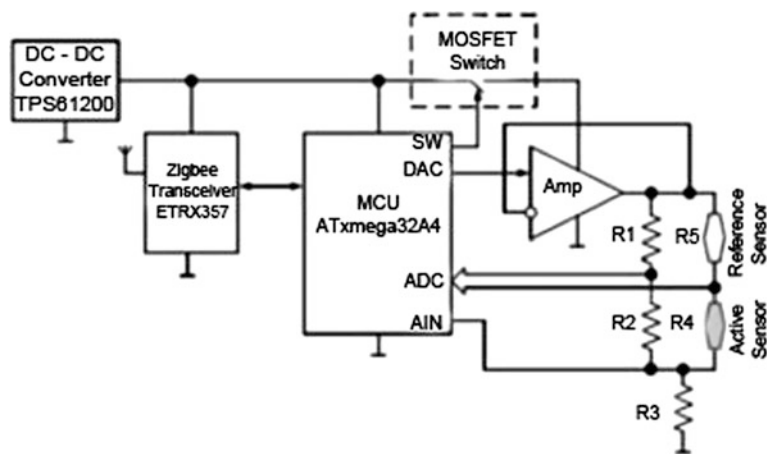 DC - DC
Converter
TPS61200
MOSFET
Switch
Zigbee
Transceiver
ETRX357
MCU
ATxmega32A4
SW
DAC
ADC
AIN
Amp
R1
R5
Reference
Sensor
R2
R4
Active
Sensor
R3